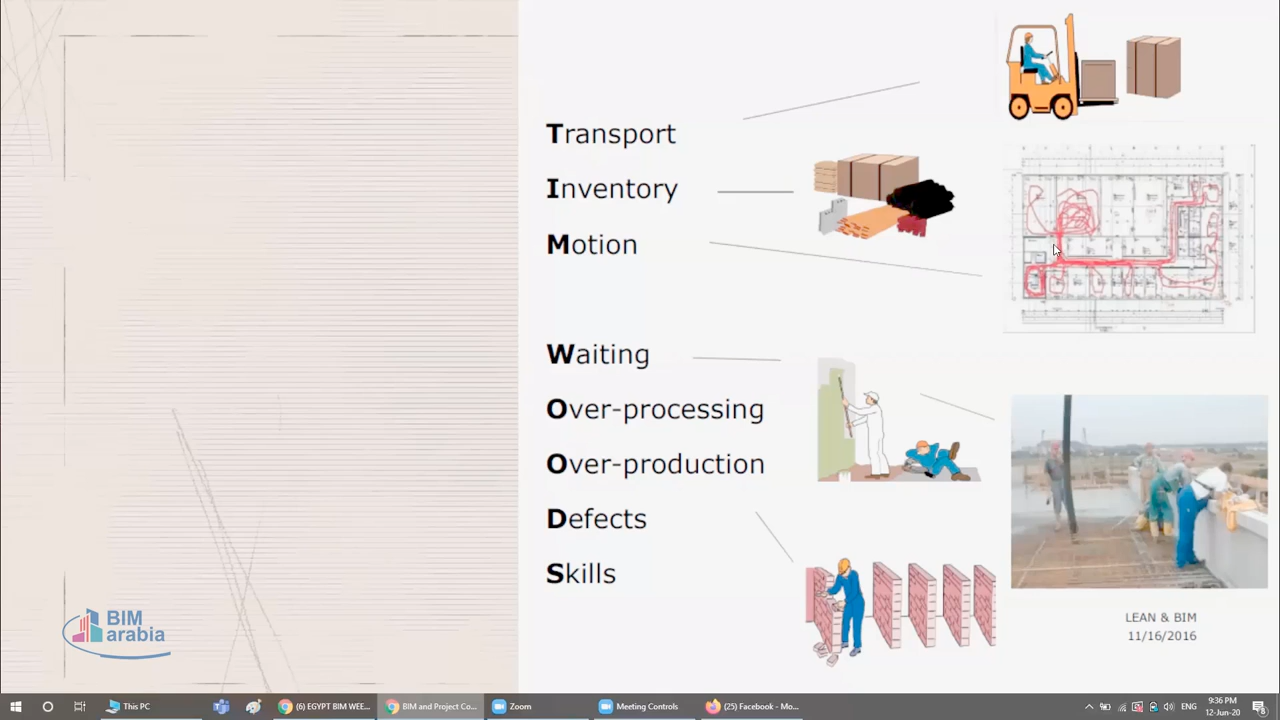 Transport
Inventory
Motion
Waiting
Over-processing
Over-production
Defects
Skills
LEAN & BIM
11/16/2016
BIM
arabia
This PC
(6) EGYPT BIM WEE...
BIM and Project Co...
Zoom
Meeting Controls
(25) Facebook - Mo...
ENG
9:36 PM
12-Jun-20